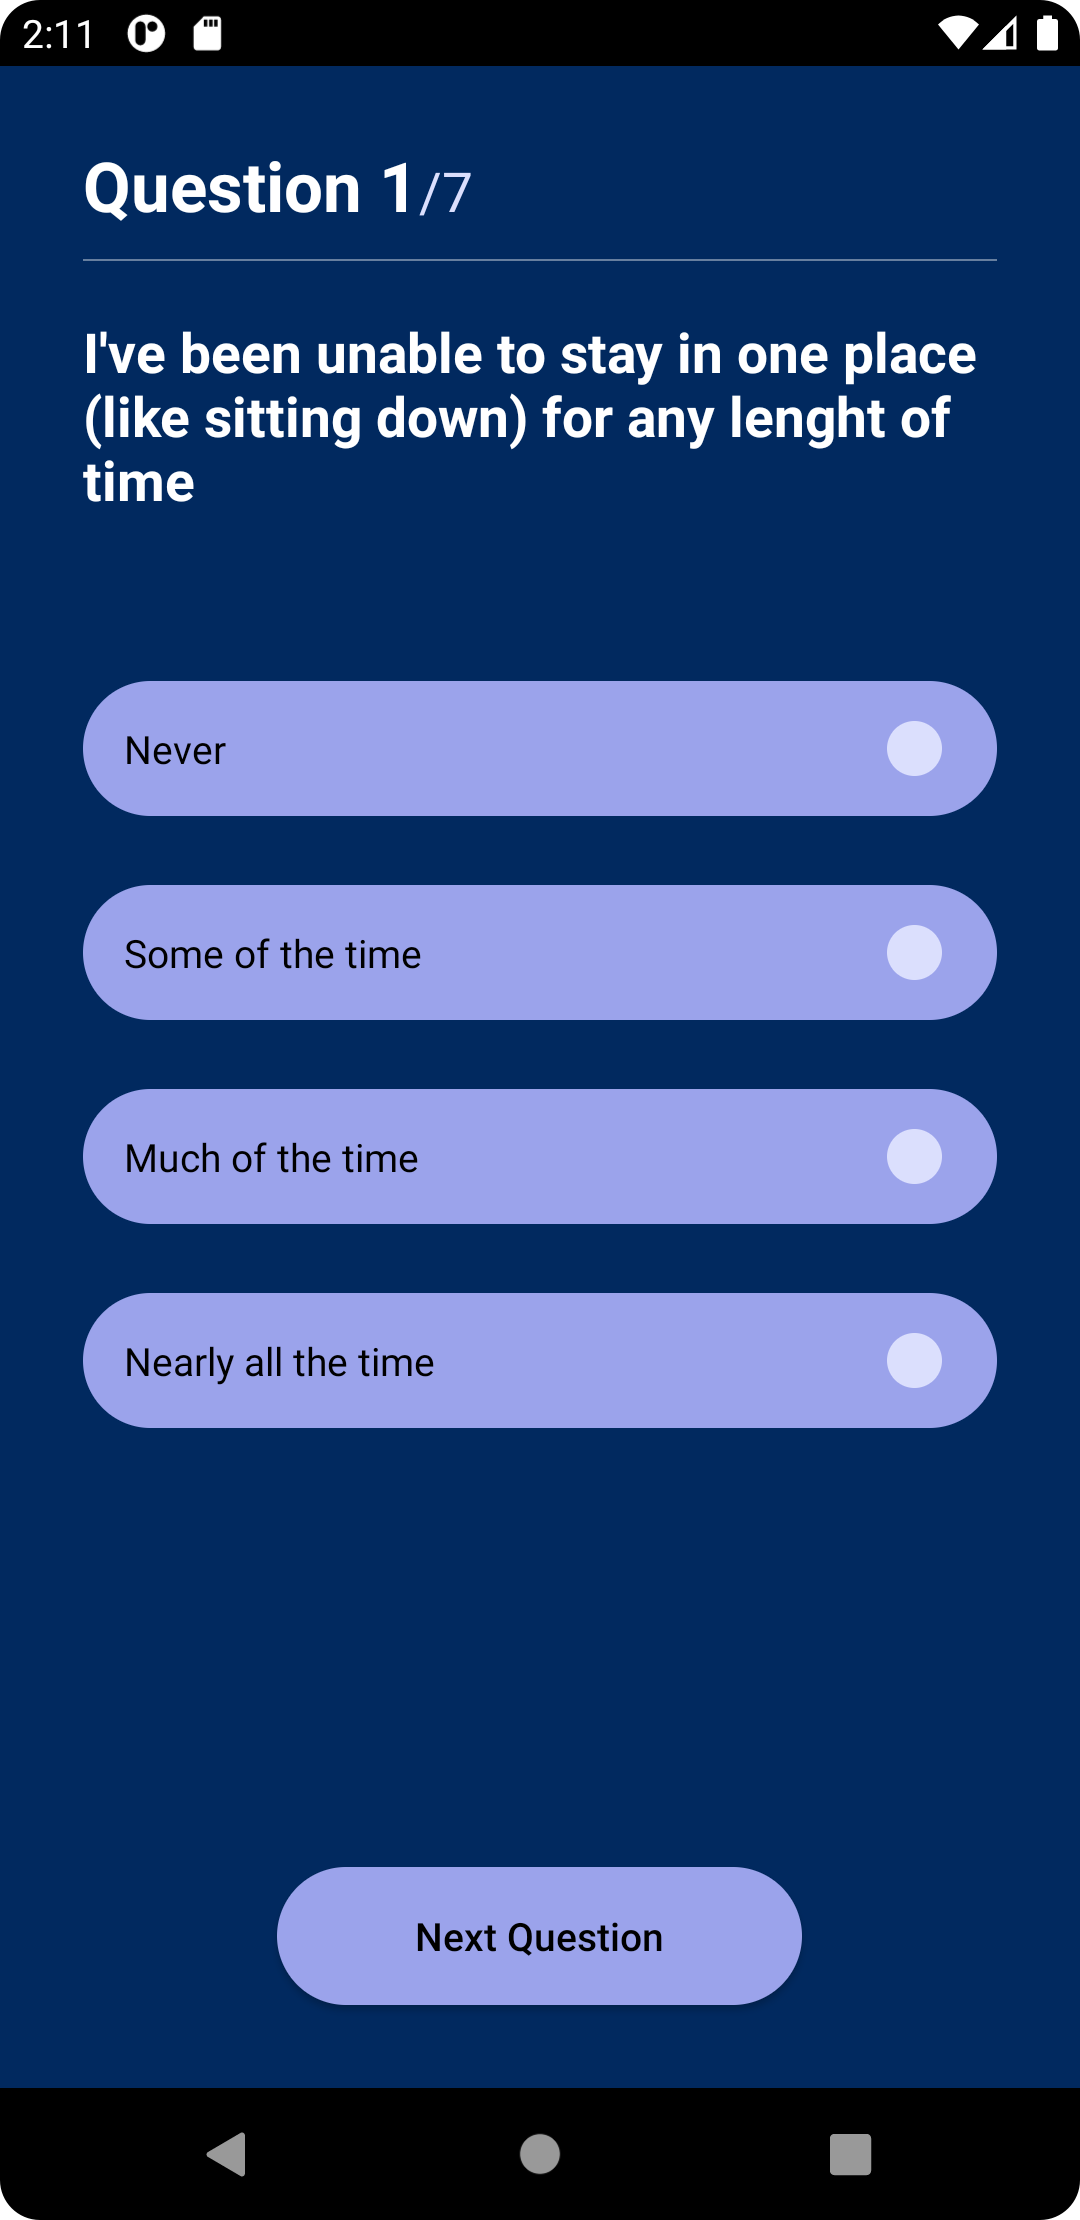 2:11
Question 1/7
I've been unable to stay in one place
(like sitting down) for any lenght of
time
Never
Some of the time
Much of the time
Nearly all the time
Next Question